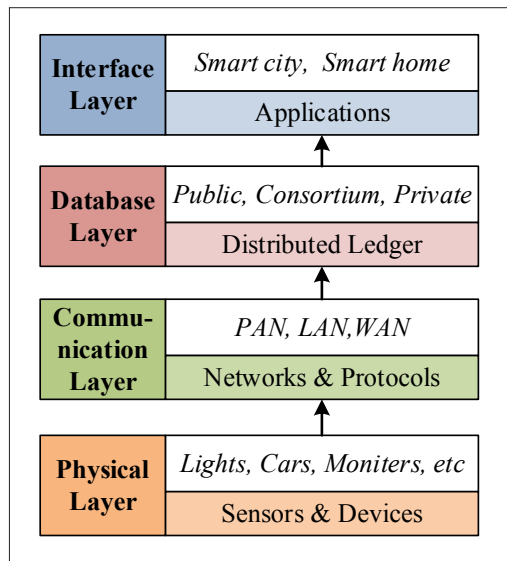 Interface
Layer
Smart city, Smart home
Applications
Database
Layer
Public, Consortium, Private
Distributed Ledger
Commu-
nication
Layer
PAN, LAN,WAN
Networks & Protocols
Physical
Layer
Lights, Cars, Moniters, etc
Sensors & Devices